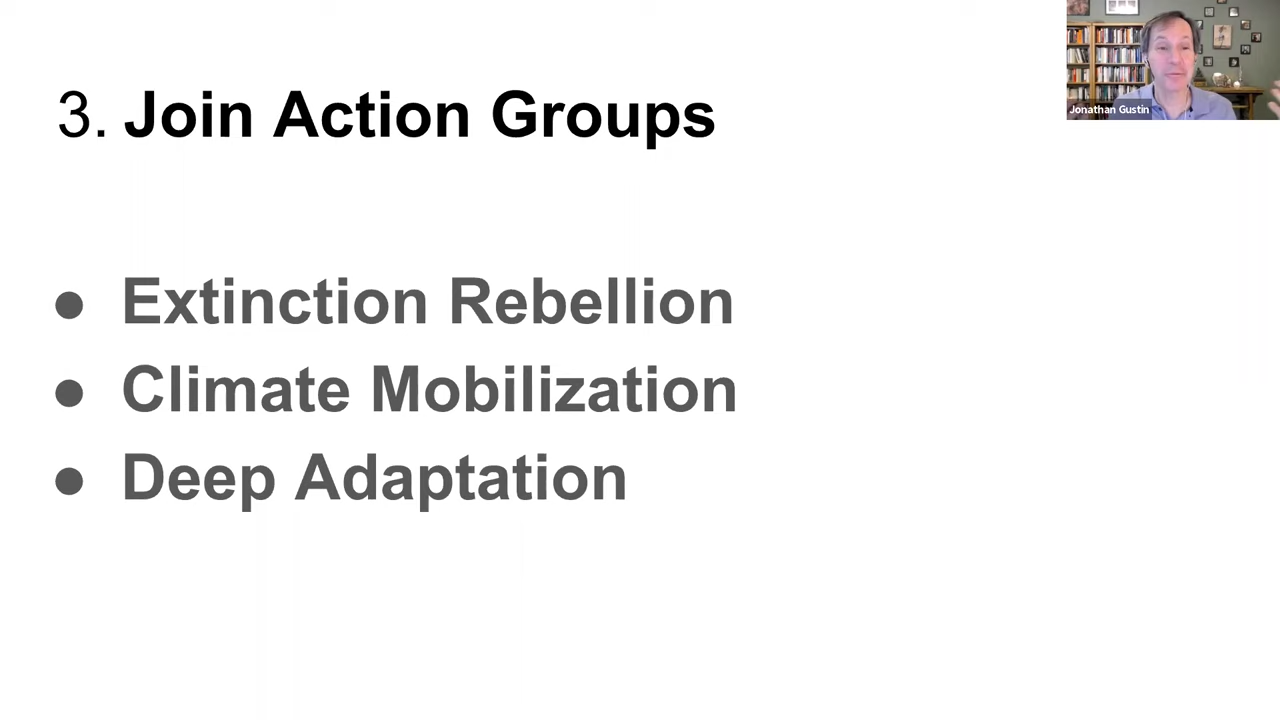 3. Join Action Groups
Jonathan Gustin
● Extinction Rebellion
● Climate Mobilization
● Deep Adaptation